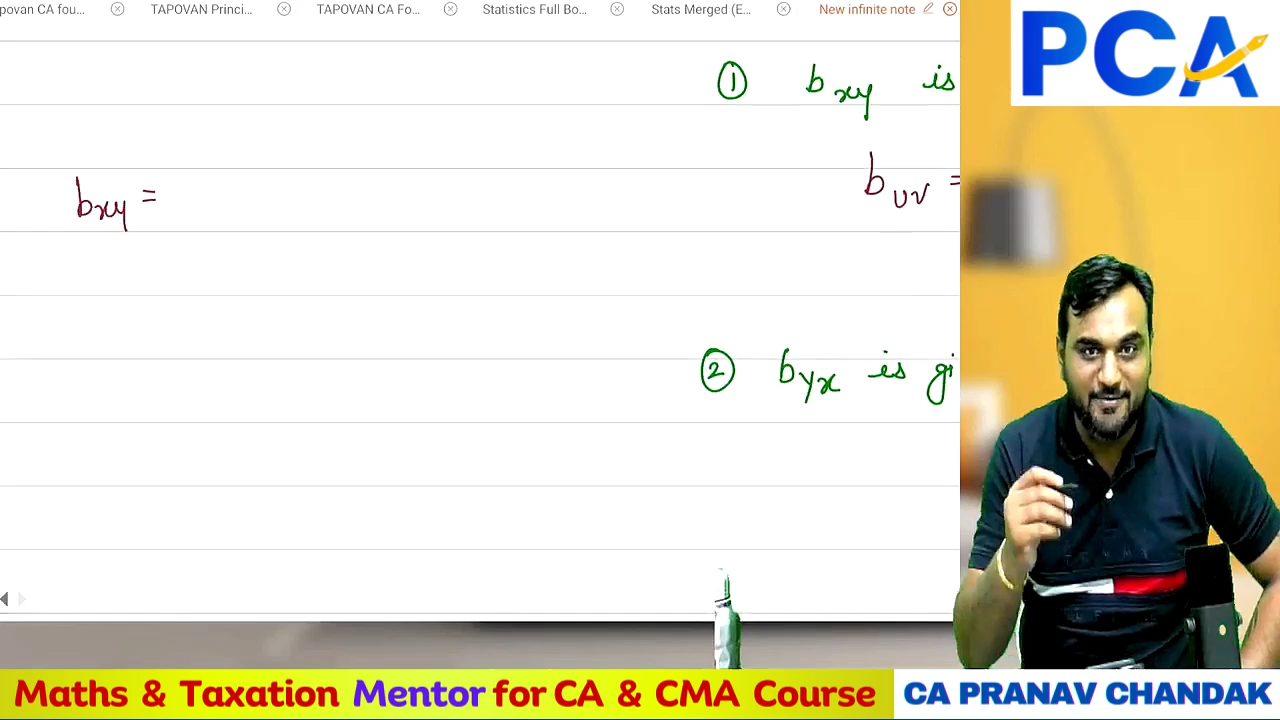 povan CA fou... TAPOVAN Princi... TAPOVAN CA Fo... Statistics Full Bo... Stats Merged (E... New infinite note
PCA
① bxy is
bxy =
buv =
② byx is gi
Maths & Taxation Mentor for CA & CMA Course
CA PRANAV CHANDAK